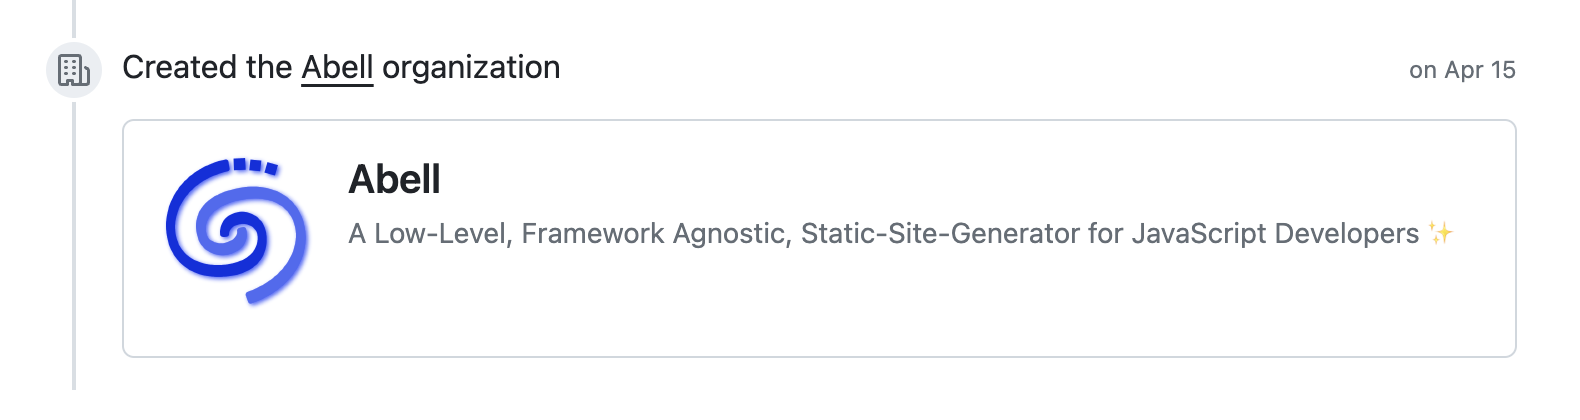 Created the Abell organization on Apr 15
Abell
A Low-Level, Framework Agnostic, Static-Site-Generator for JavaScript Developers ✨